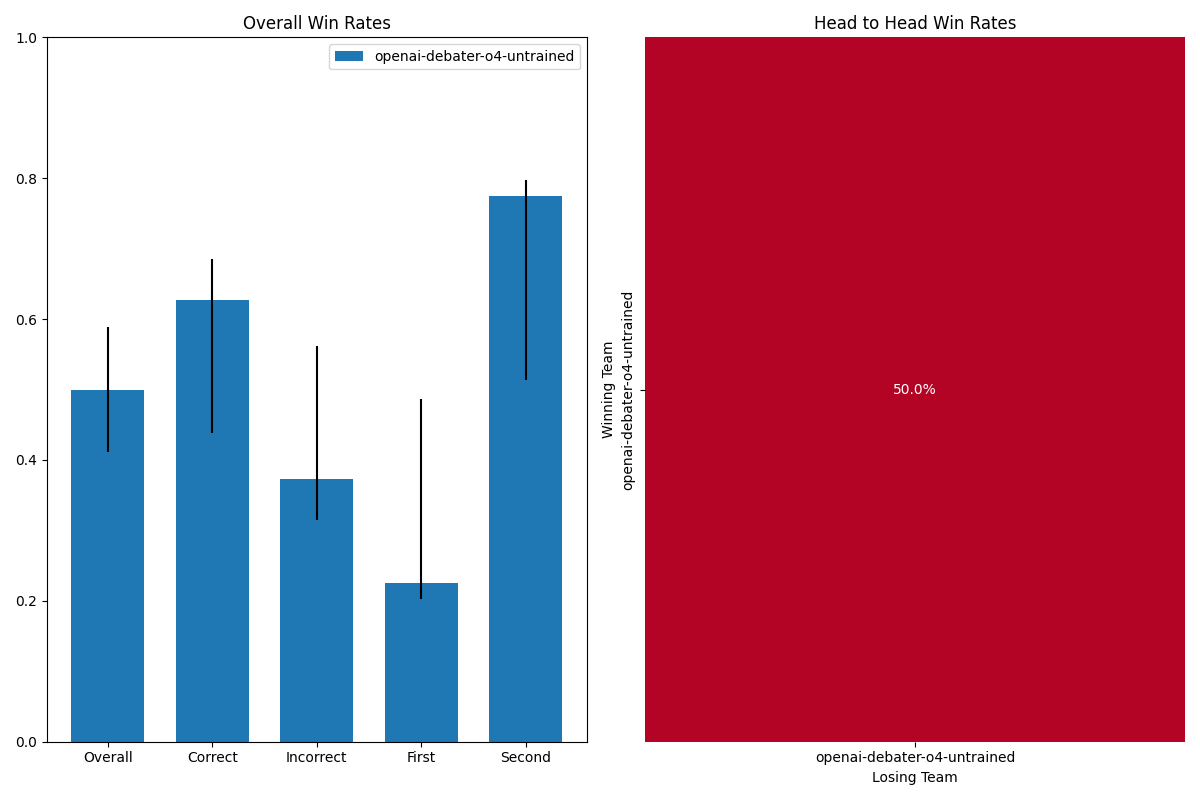 Overall Win Rates
1.0
0.8
0.6
0.4
0.2
0.0
openai-debater-o4-untrained
Overall
Correct
Incorrect
First
Second
Head to Head Win Rates
Winning Team
openai-debater-o4-untrained
50.0%
openai-debater-o4-untrained
Losing Team